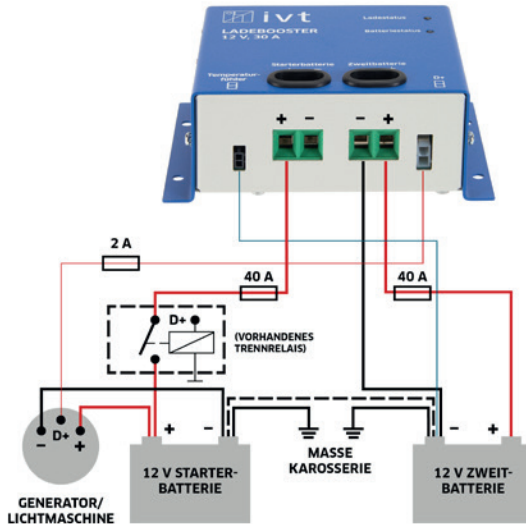 ivt
LADEBOOSTER
12 V, 30 A
Ladestatus
Batteriestatus
Starterbatterie
Zweitbatterie
Temperatur-
fühler
D+
+ −
− +
2 A
40 A
40 A
D+
(VORHANDENES
TRENNRELAIS)
− D+ +
+ −
− +
MASSE
KAROSSERIE
12 V STARTER-
BATTERIE
12 V ZWEIT-
BATTERIE
GENERATOR/
LICHTMASCHINE